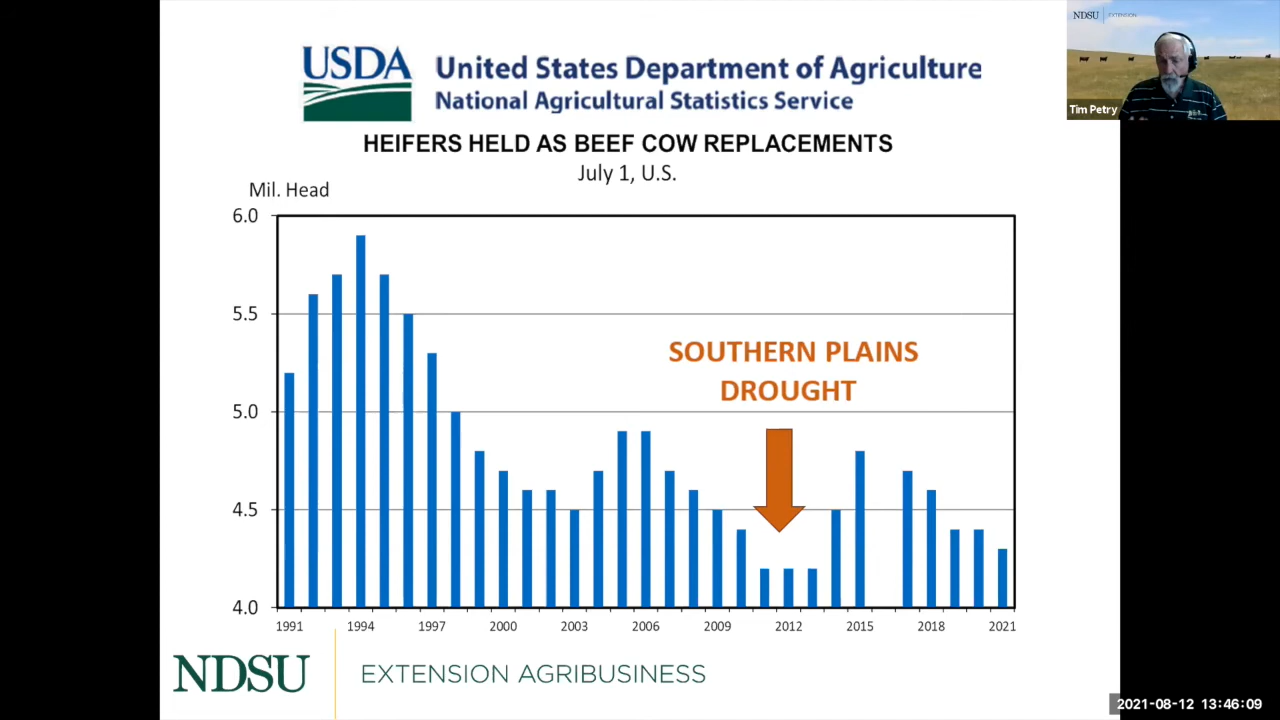 NDSU EXTENSION
Tim Petry
USDA
United States Department of Agriculture
National Agricultural Statistics Service
HEIFERS HELD AS BEEF COW REPLACEMENTS
July 1, U.S.
Mil. Head
6.0
5.5
5.0
4.5
4.0
SOUTHERN PLAINS
DROUGHT
1991 1994 1997 2000 2003 2006 2009 2012 2015 2018 2021
NDSU EXTENSION AGRIBUSINESS
2021-08-12 13:46:09